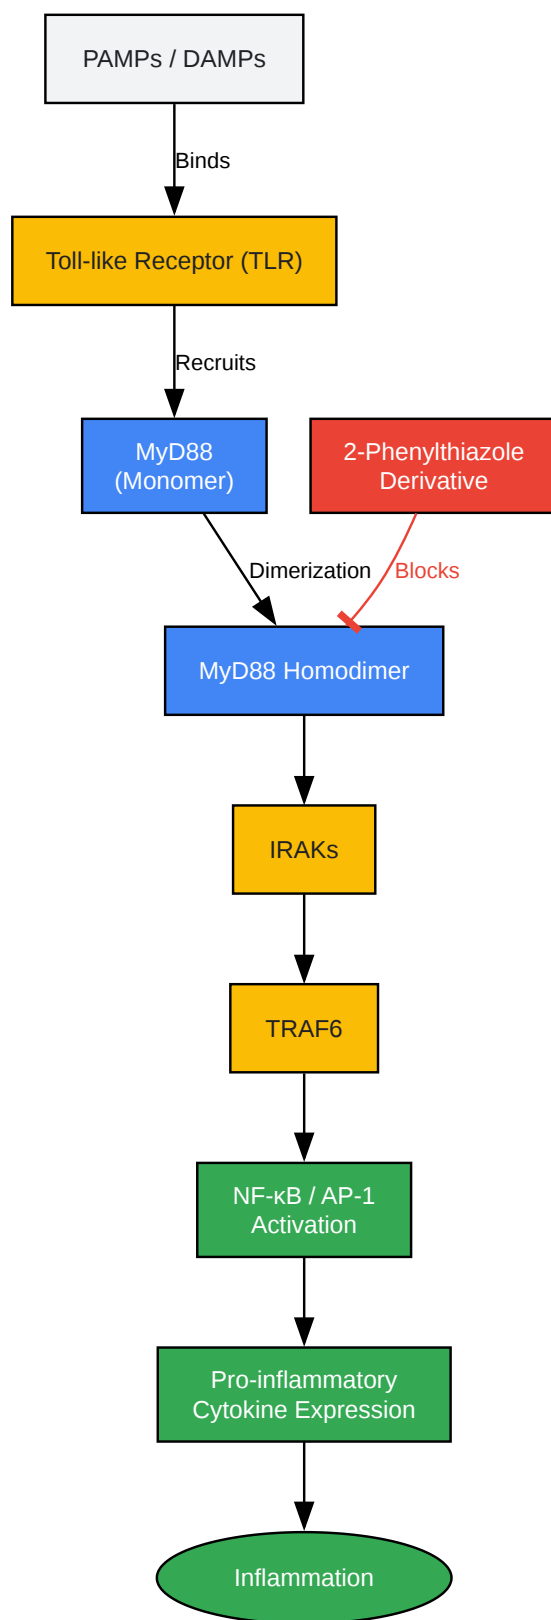 PAMPs / DAMPs
Binds
Toll-like Receptor (TLR)
Recruits
MyD88
(Monomer)
2-Phenylthiazole
Derivative
Dimerization
Blocks
MyD88 Homodimer
IRAKs
TRAF6
NF-κB / AP-1
Activation
Pro-inflammatory
Cytokine Expression
Inflammation